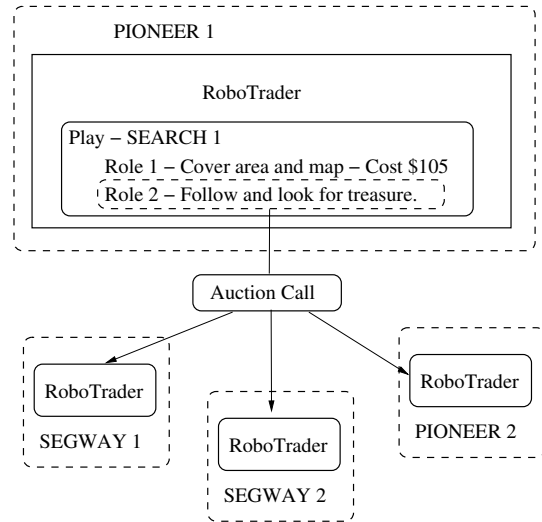 PIONEER 1
RoboTrader
Play – SEARCH 1
Role 1 – Cover area and map – Cost $105
Role 2 – Follow and look for treasure.
Auction Call
RoboTrader
SEGWAY 1
RoboTrader
SEGWAY 2
RoboTrader
PIONEER 2